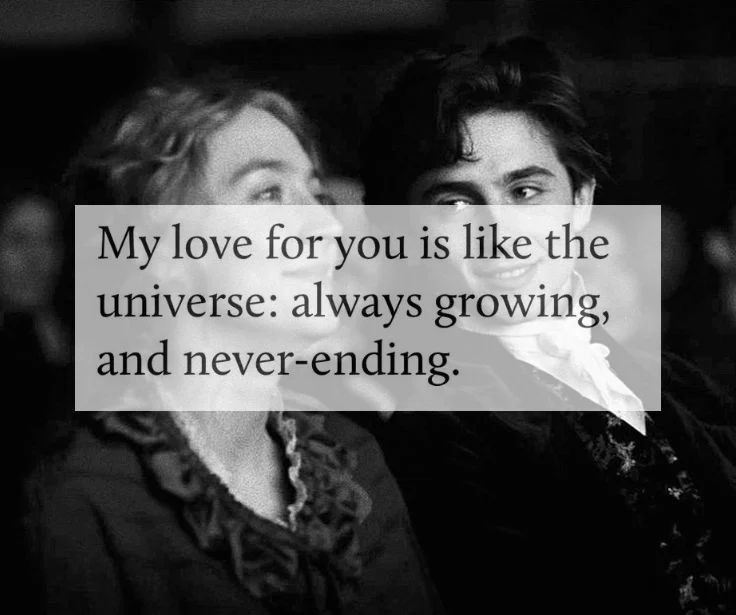 My love for you is like the
universe: always growing,
and never-ending.